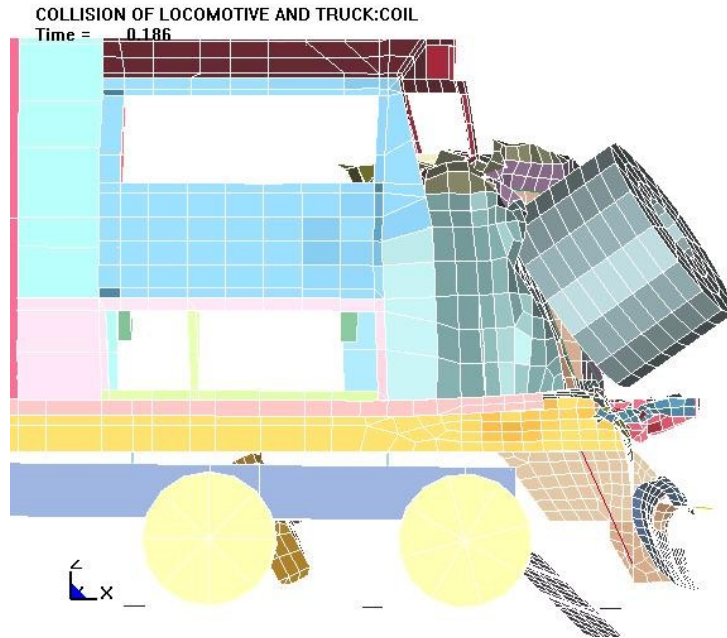 COLLISION OF LOCOMOTIVE AND TRUCK:COIL
Time = 0.186
Z
X